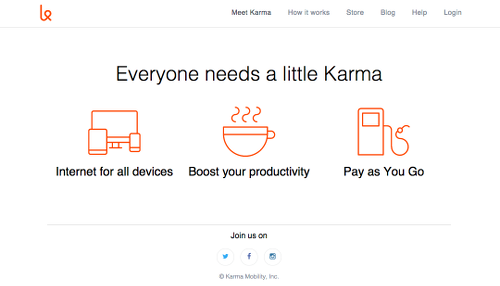 Meet Karma How it works Store Blog Help Login
Everyone needs a little Karma
Internet for all devices Boost your productivity Pay as You Go
Join us on
© Karma Mobility, Inc.